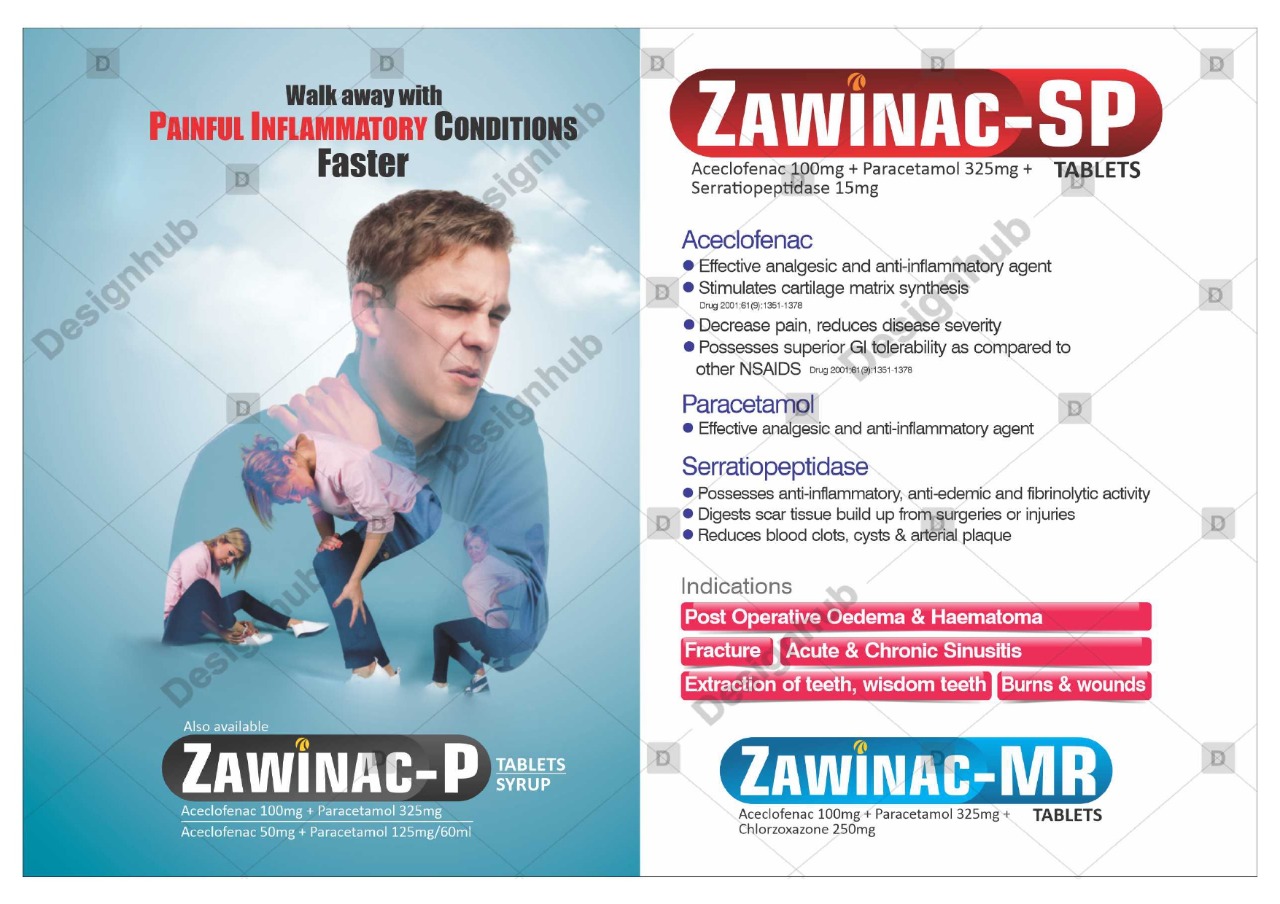 Walk away with
PAINFUL INFLAMMATORY CONDITIONS
Faster
Also available
ZAWINAC-P
TABLETS
SYRUP
Aceclofenac 100mg + Paracetamol 325mg
Aceclofenac 50mg + Paracetamol 125mg/60ml
ZAWINAC-SP
Aceclofenac 100mg + Paracetamol 325mg +
Serratiopeptidase 15mg
TABLETS
Aceclofenac
Effective analgesic and anti-inflammatory agent
Stimulates cartilage matrix synthesis
Drug 2001:61(9):1351-1378
Decrease pain, reduces disease severity
Possesses superior GI tolerability as compared to
other NSAIDS Drug 2001:61(9):1351-1378
Paracetamol
Effective analgesic and anti-inflammatory agent
Serratiopeptidase
Possesses anti-inflammatory, anti-edemic and fibrinolytic activity
Digests scar tissue build up from surgeries or injuries
Reduces blood clots, cysts & arterial plaque
Indications
Post Operative Oedema & Haematoma
Fracture Acute & Chronic Sinusitis
Extraction of teeth, wisdom teeth Burns & wounds
ZAWINAC-MR
Aceclofenac 100mg + Paracetamol 325mg +
Chlorzoxazone 250mg
TABLETS
Designhub
Designhub
Designhub
Designhub
Designhub
Designhub
Designhub